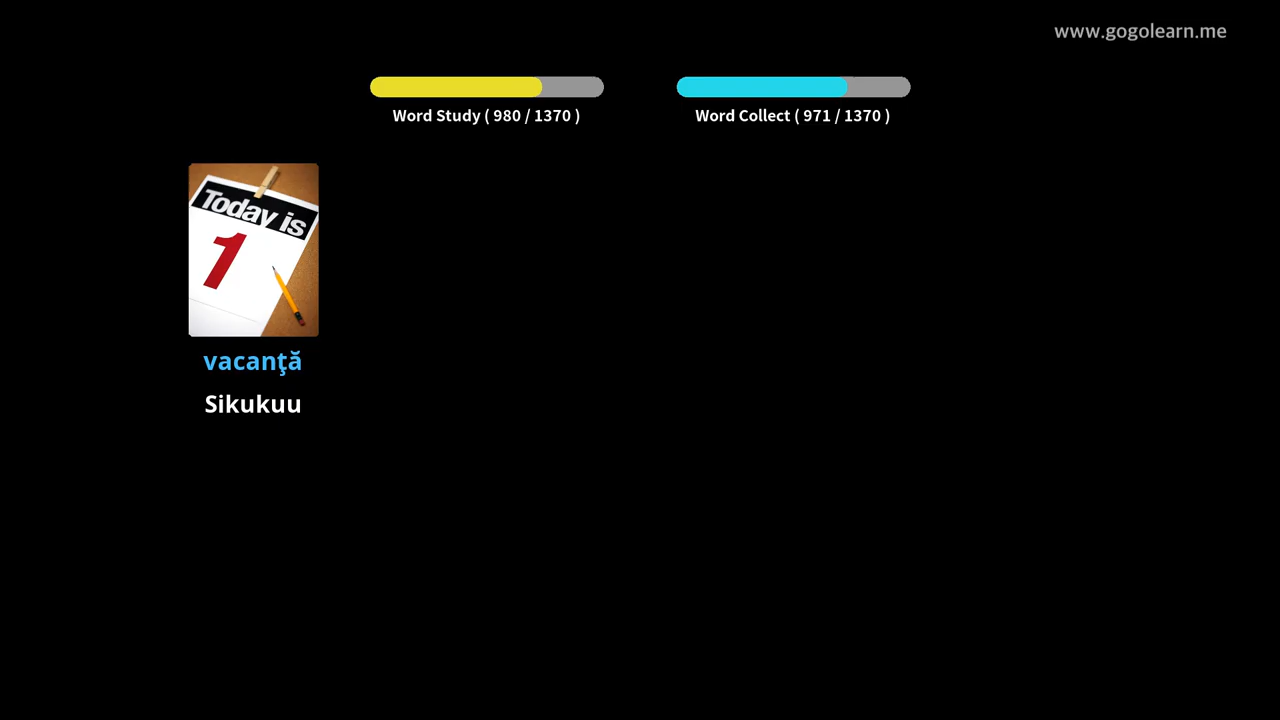 www.gogolearn.me
Word Study ( 980 / 1370 )
Word Collect ( 971 / 1370 )
Today is
1
vacanţă
Sikukuu